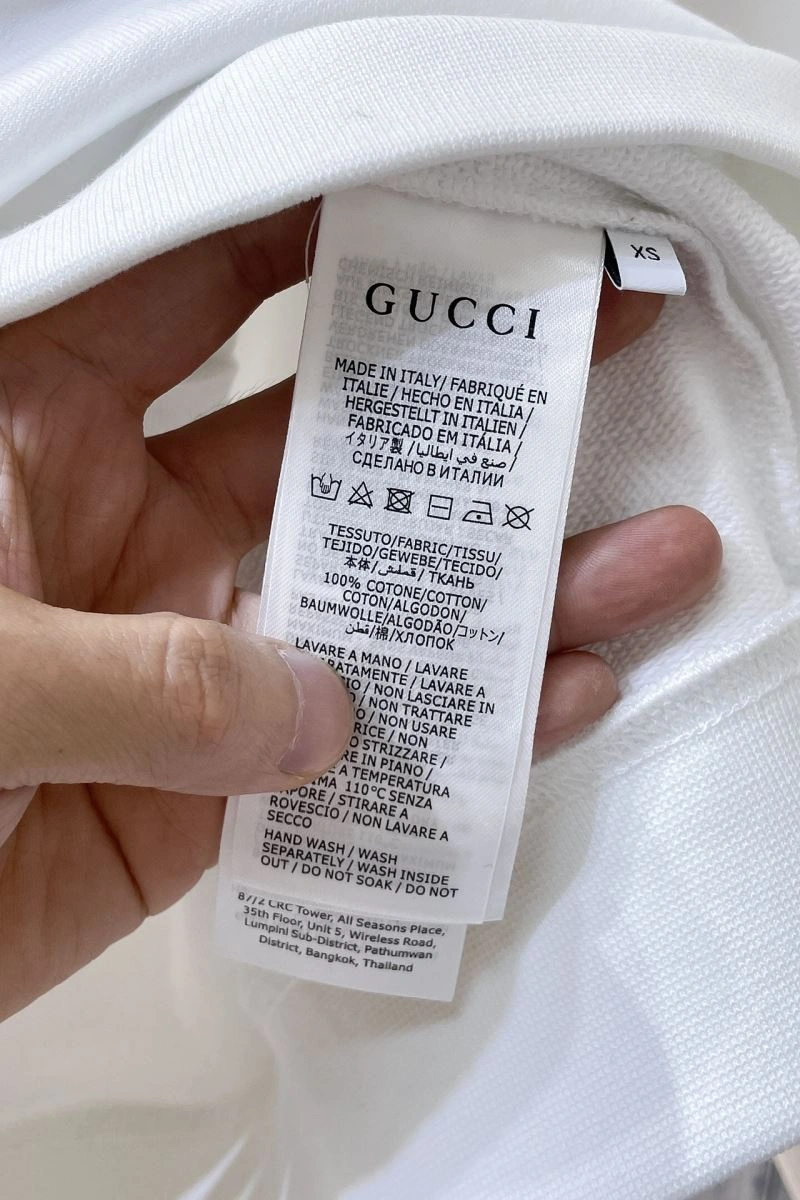 XS
GUCCI
MADE IN ITALY/ FABRIQUÉ EN
ITALIE / HECHO EN ITALIA /
HERGESTELLT IN ITALIEN /
FABRICADO EM ITÁLIA /
イタリア製 / صنع في ايطاليا /
СДЕЛАНО В ИТАЛИИ
TESSUTO/FABRIC/TISSU/
TEJIDO/GEWEBE/TECIDO/
本体/ قماش / ТКАНЬ
100% COTONE/COTTON/
COTON/ALGODON/
BAUMWOLLE/ALGODÃO/コットン/
قطن /棉/ХЛОПОК
LAVARE A MANO / LAVARE
/ LAVARE A
/ NON LASCIARE IN
/ NON TRATTARE
/ NON USARE
/ NON
STRIZZARE /
IN PIANO /
A TEMPERATURA
110°C SENZA
/ STIRARE A
ROVESCIO / NON LAVARE A
SECCO
HAND WASH / WASH
SEPARATELY / WASH INSIDE
OUT / DO NOT SOAK / DO NOT
CRC Tower, All Seasons Place,
35th Floor, Unit 5, Wireless Road,
Lumpini Sub-District, Pathumwan
District, Bangkok, Thailand